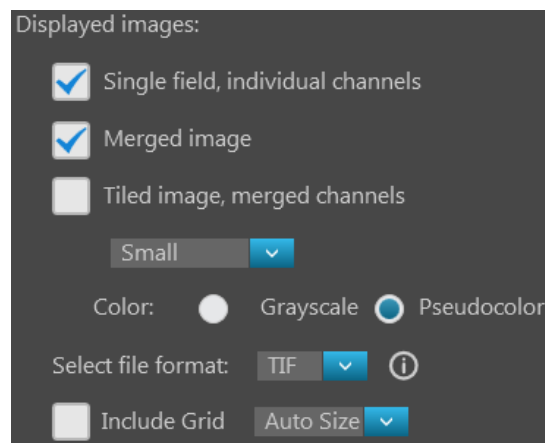 Displayed images:
Single field, individual channels
Merged image
Tiled image, merged channels
Small
Color: Grayscale Pseudocolor
Select file format: TIF
Include Grid Auto Size